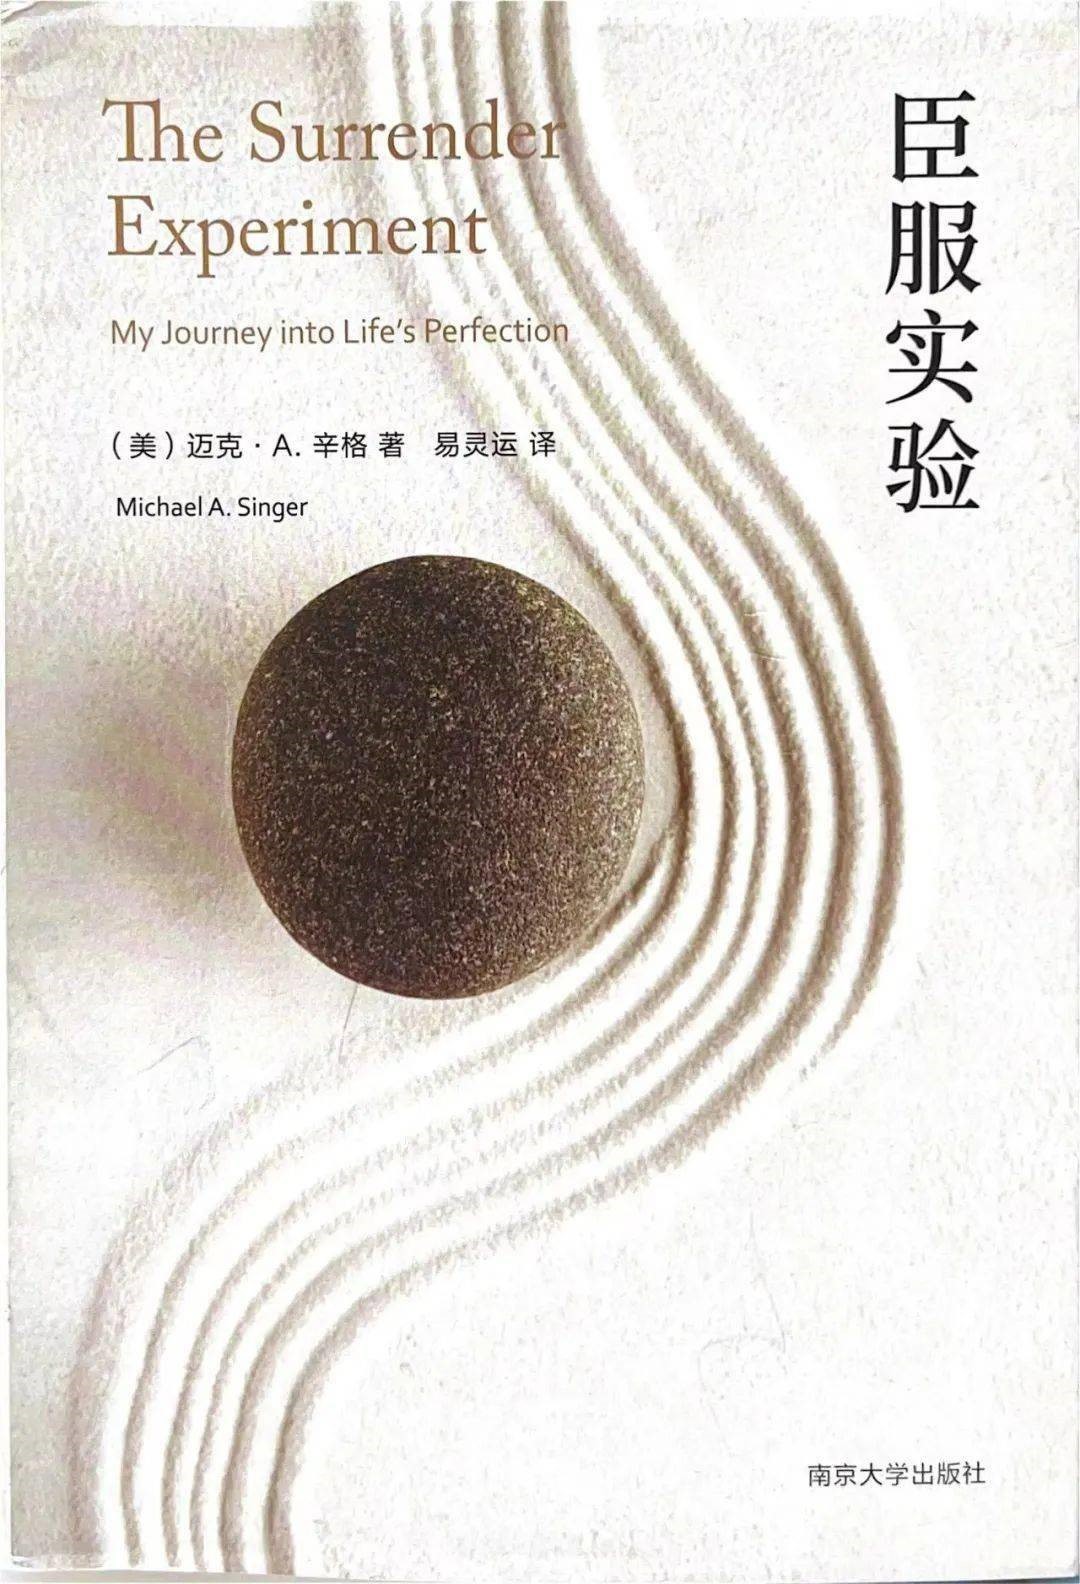 The Surrender
Experiment
My Journey into Life's Perfection
（美）迈克·A. 辛格 著 易灵运 译
Michael A. Singer
臣服实验
南京大学出版社